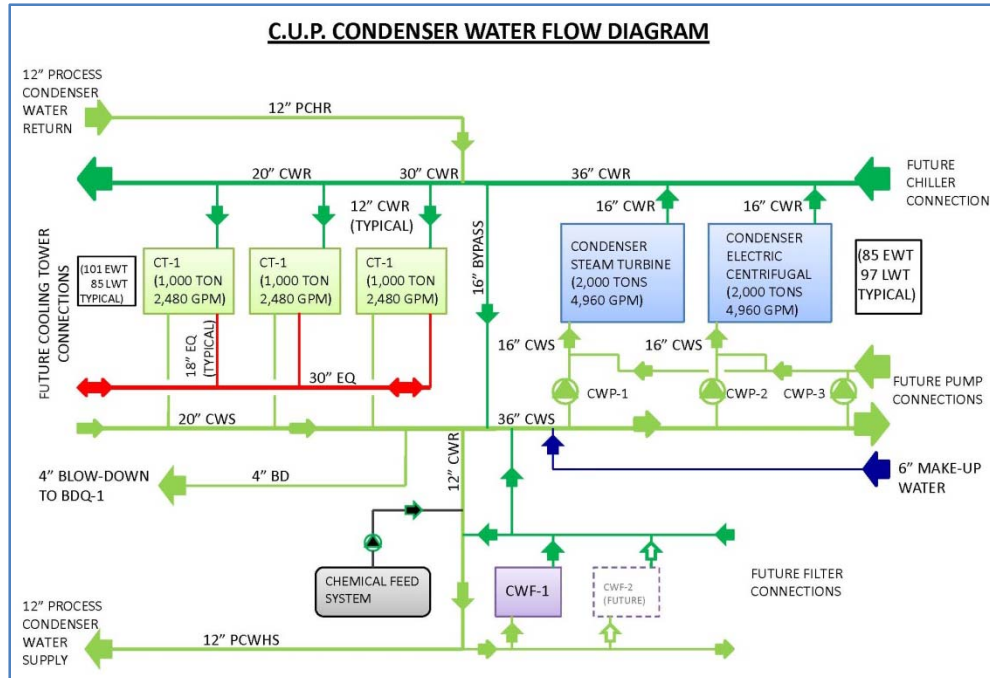 C.U.P. CONDENSER WATER FLOW DIAGRAM
12” PROCESS
CONDENSER
WATER
RETURN
12” PCHR
20” CWR
30” CWR
36” CWR
FUTURE
CHILLER
CONNECTION
12” CWR
(TYPICAL)
16” CWR
16” CWR
(101 EWT
85 LWT
TYPICAL)
CT-1
(1,000 TON
2,480 GPM)
CT-1
(1,000 TON
2,480 GPM)
CT-1
(1,000 TON
2,480 GPM)
16” BYPASS
CONDENSER
STEAM TURBINE
(2,000 TONS
4,960 GPM)
CONDENSER
ELECTRIC
CENTRIFUGAL
(2,000 TONS
4,960 GPM)
(85 EWT
97 LWT
TYPICAL)
FUTURE COOLING TOWER
CONNECTIONS
18” EQ
(TYPICAL)
30” EQ
16” CWS
16” CWS
CWP-1
CWP-2
CWP-3
FUTURE PUMP
CONNECTIONS
20” CWS
36” CWS
4” BLOW-DOWN
TO BDQ-1
4” BD
12” CWR
6” MAKE-UP
WATER
CHEMICAL FEED
SYSTEM
CWF-1
CWF-2
(FUTURE)
FUTURE FILTER
CONNECTIONS
12” PROCESS
CONDENSER
WATER
SUPPLY
12” PCWHS